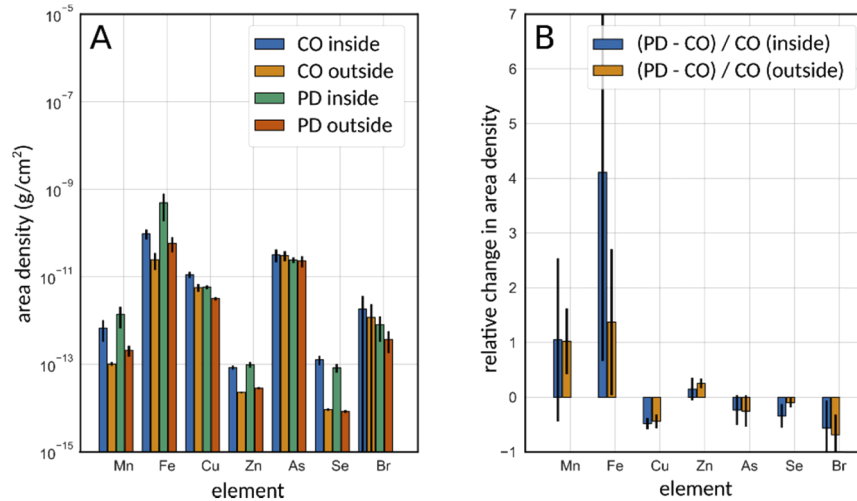 A
CO inside
CO outside
PD inside
PD outside
area density (g/cm²)
10⁻⁵
10⁻⁷
10⁻⁹
10⁻¹¹
10⁻¹³
10⁻¹⁵
Mn Fe Cu Zn As Se Br
element
B
(PD - CO) / CO (inside)
(PD - CO) / CO (outside)
relative change in area density
7
6
5
4
3
2
1
0
−1
Mn Fe Cu Zn As Se Br
element